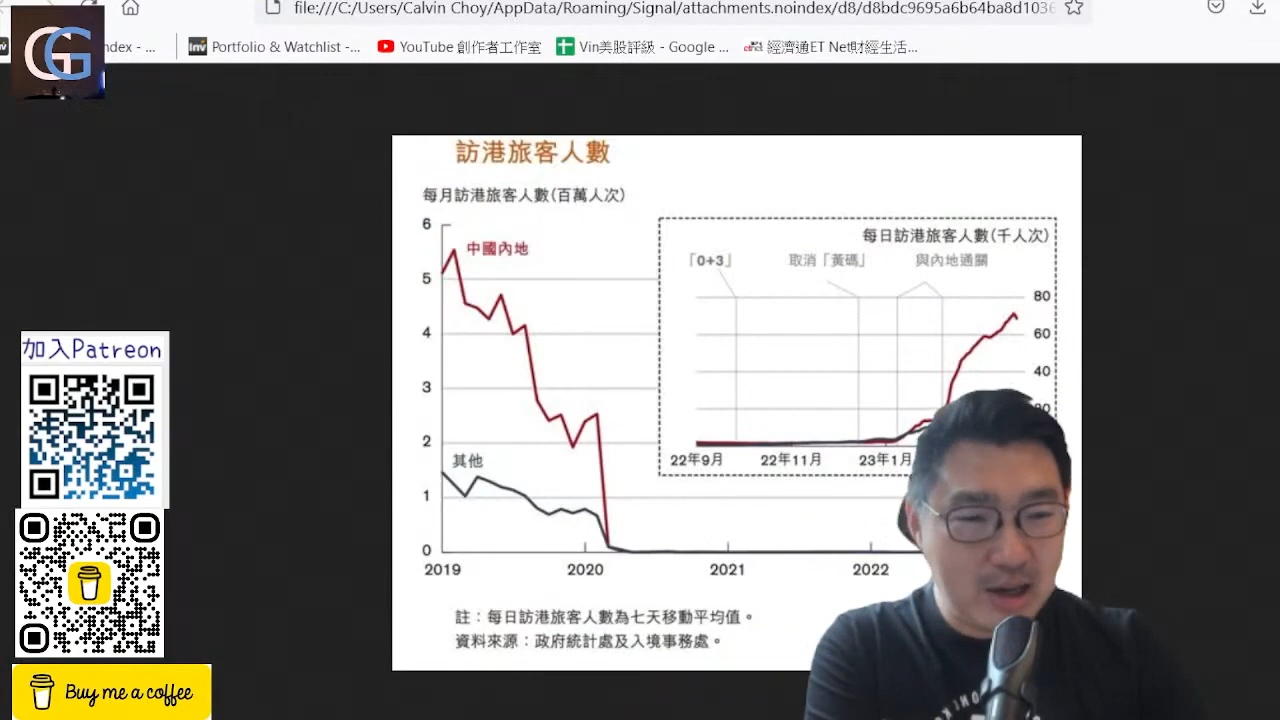 file:///C:/Users/Calvin Choy/AppData/Roaming/Signal/attachments.noindex/d8/d8bdc9695a6b64ba8d1036
ndex - ...
Portfolio & Watchlist -...
YouTube 創作者工作室
Vin美股評級 - Google ...
經濟通ET Net財經生活...
GG
訪港旅客人數
每月訪港旅客人數(百萬人次)
6
中國內地
5
4
3
2
其他
1
0
2019
2020
2021
2022
每日訪港旅客人數(千人次)
「0+3」
取消「黃碼」
與內地通關
80
60
40
20
22年9月
22年11月
23年1月
註：每日訪港旅客人數為七天移動平均值。
資料來源：政府統計處及入境事務處。
加入Patreon
Buy me a coffee